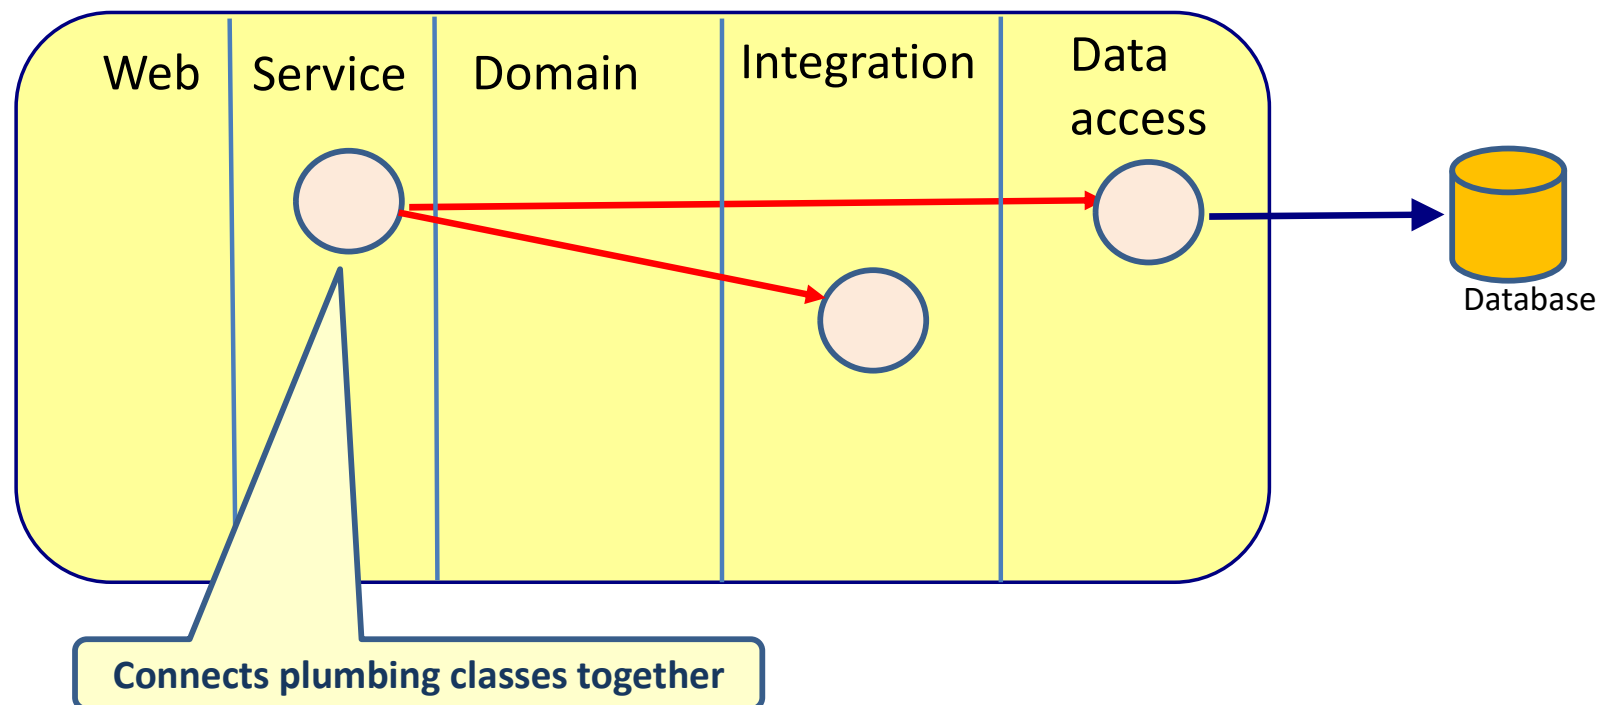 Web
Service
Domain
Integration
Data
access
Database
Connects plumbing classes together